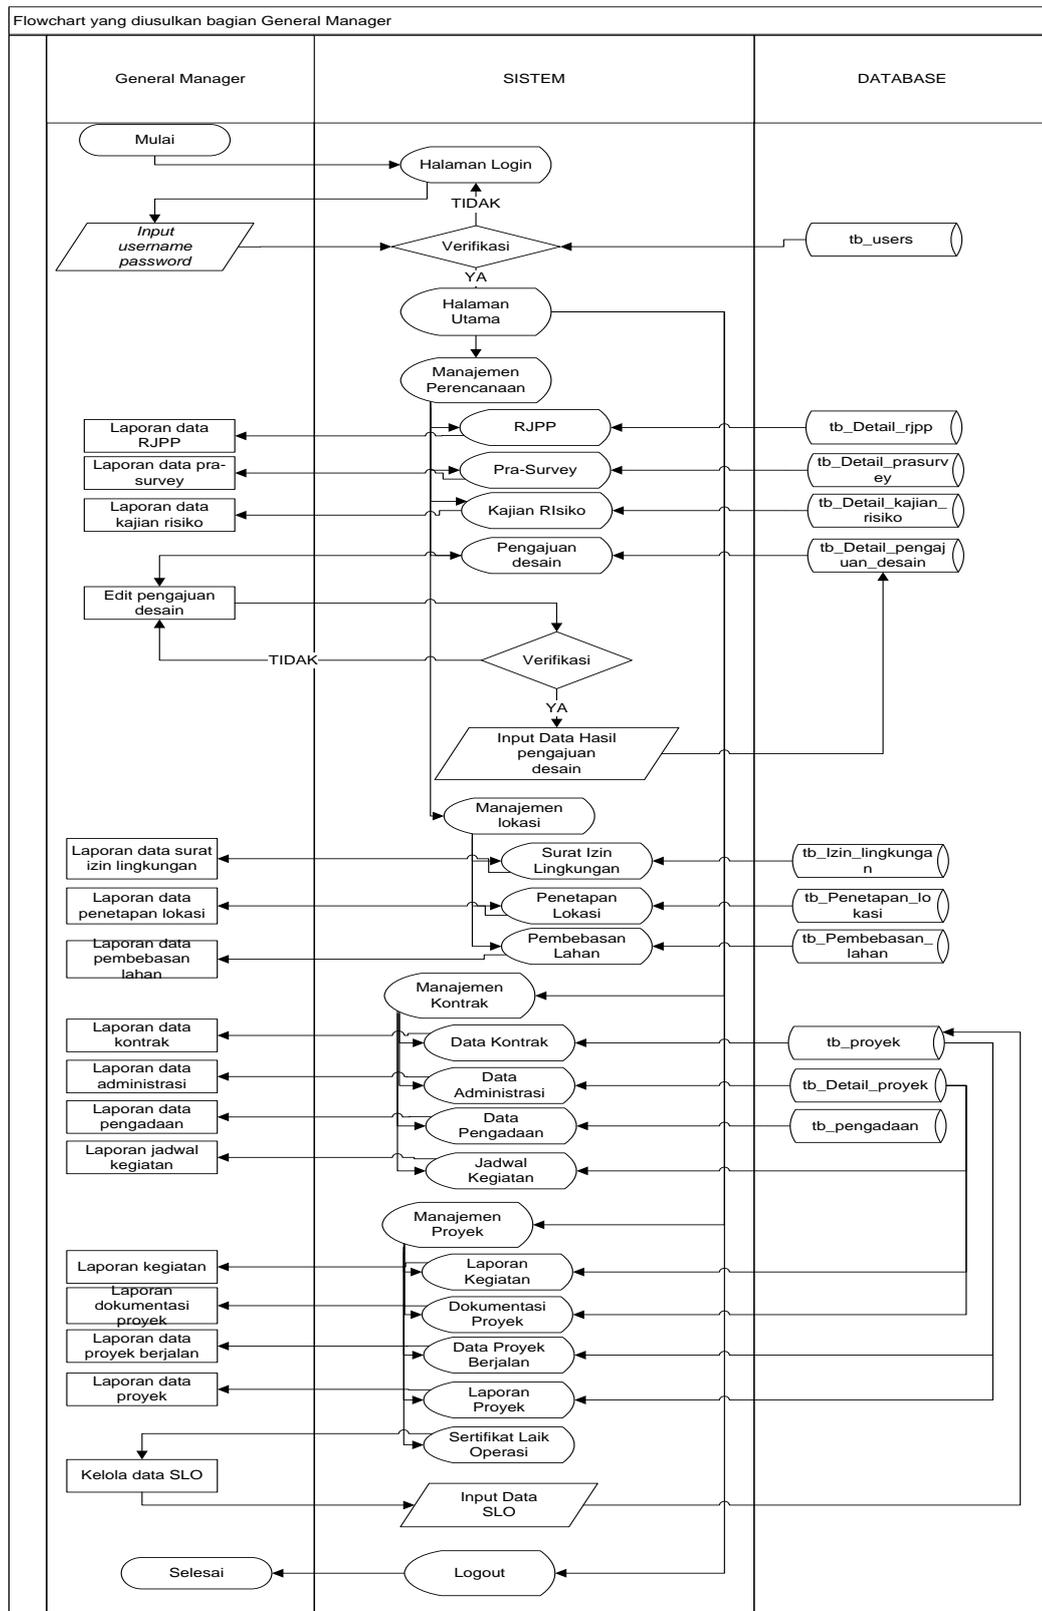 Flowchart yang diusulkan bagian General Manager
General Manager
SISTEM
DATABASE
Mulai
Halaman Login
TIDAK
Input
username
password
Verifikasi
tb_users
YA
Halaman
Utama
Manajemen
Perencanaan
Laporan data
RJPP
RJPP
tb_Detail_rjpp
Laporan data pra-
survey
Pra-Survey
tb_Detail_prasurv
ey
Laporan data
kajian risiko
Kajian RIsiko
tb_Detail_kajian_
risiko
Pengajuan
desain
tb_Detail_pengaj
uan_desain
Edit pengajuan
desain
Verifikasi
TIDAK
YA
Input Data Hasil
pengajuan
desain
Manajemen
lokasi
Laporan data surat
izin lingkungan
Surat Izin
Lingkungan
tb_Izin_lingkunga
n
Laporan data
penetapan lokasi
Penetapan
Lokasi
tb_Penetapan_lo
kasi
Laporan data
pembebasan
lahan
Pembebasan
Lahan
tb_Pembebasan_
lahan
Manajemen
Kontrak
Laporan data
kontrak
Data Kontrak
tb_proyek
Laporan data
administrasi
Data
Administrasi
tb_Detail_proyek
Laporan data
pengadaan
Data
Pengadaan
tb_pengadaan
Laporan jadwal
kegiatan
Jadwal
Kegiatan
Manajemen
Proyek
Laporan kegiatan
Laporan
Kegiatan
Laporan
dokumentasi
proyek
Dokumentasi
Proyek
Laporan data
proyek berjalan
Data Proyek
Berjalan
Laporan data
proyek
Laporan
Proyek
Sertifikat Laik
Operasi
Kelola data SLO
Input Data
SLO
Selesai
Logout